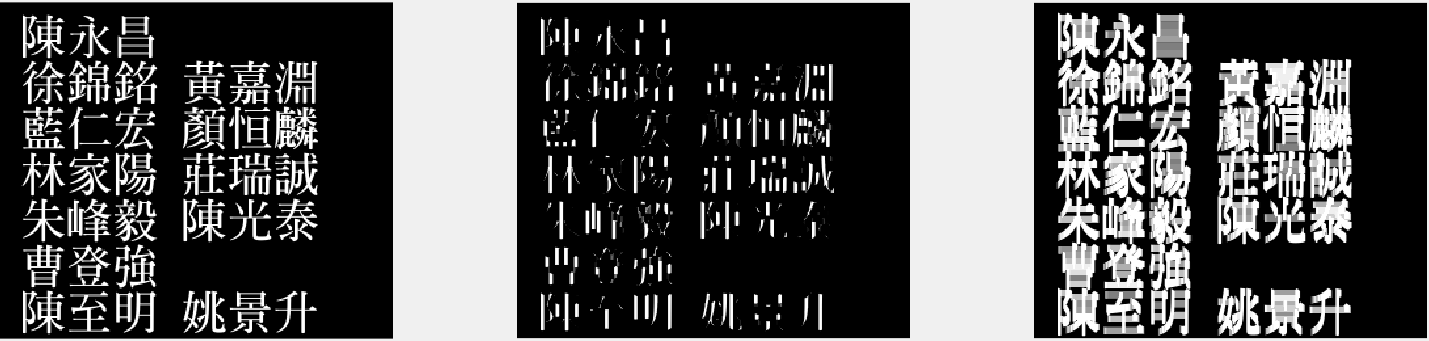 陳永昌
徐錦銘 黃嘉淵
藍仁宏 顏恒麟
林家陽 莊瑞誠
朱峰毅 陳光泰
曹登強
陳至明 姚景升
陳永昌
徐錦銘 黃嘉淵
藍仁宏 顏恒麟
林家陽 莊瑞誠
朱峰毅 陳光泰
曹登強
陳至明 姚景升